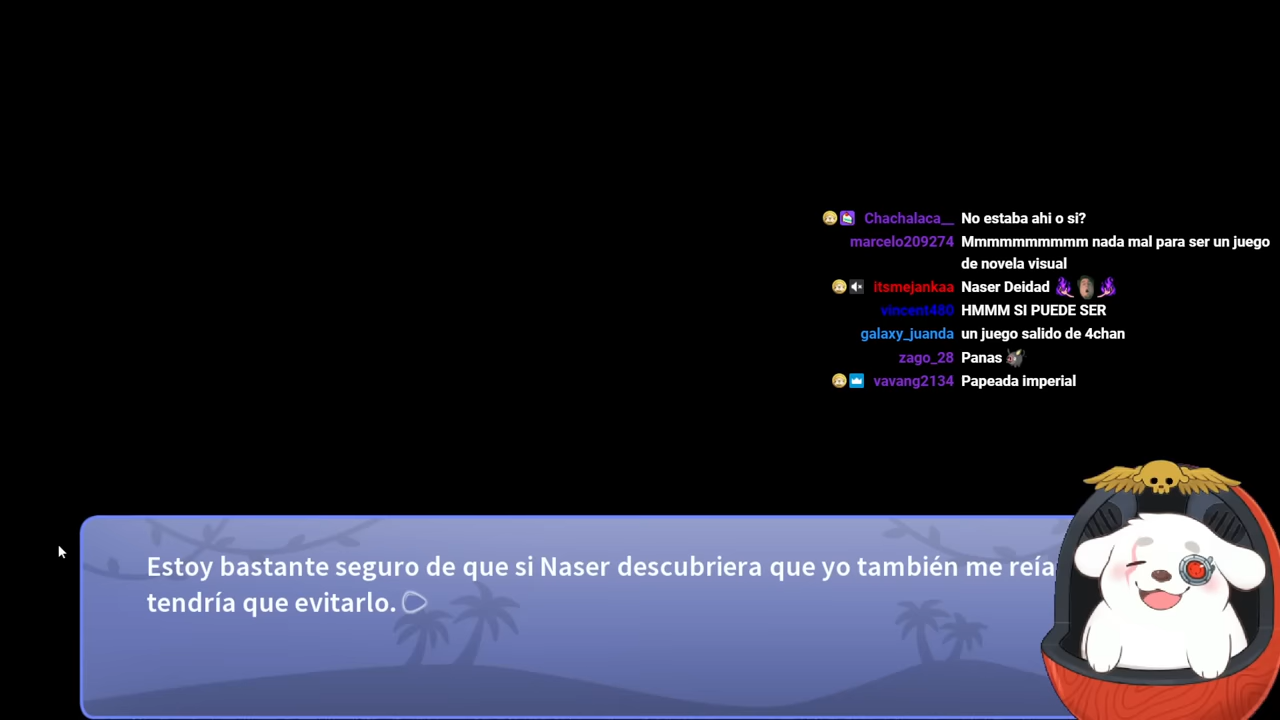 Chachalaca__ No estaba ahi o si?
marcelo209274 Mmmmmmmmmm nada mal para ser un juego
de novela visual
itsmejankaa Naser Deidad
vincent480 HMMM SI PUEDE SER
galaxy_juanda un juego salido de 4chan
zago_28 Panas
vavang2134 Papeada imperial
Estoy bastante seguro de que si Naser descubriera que yo también me reía
tendría que evitarlo.